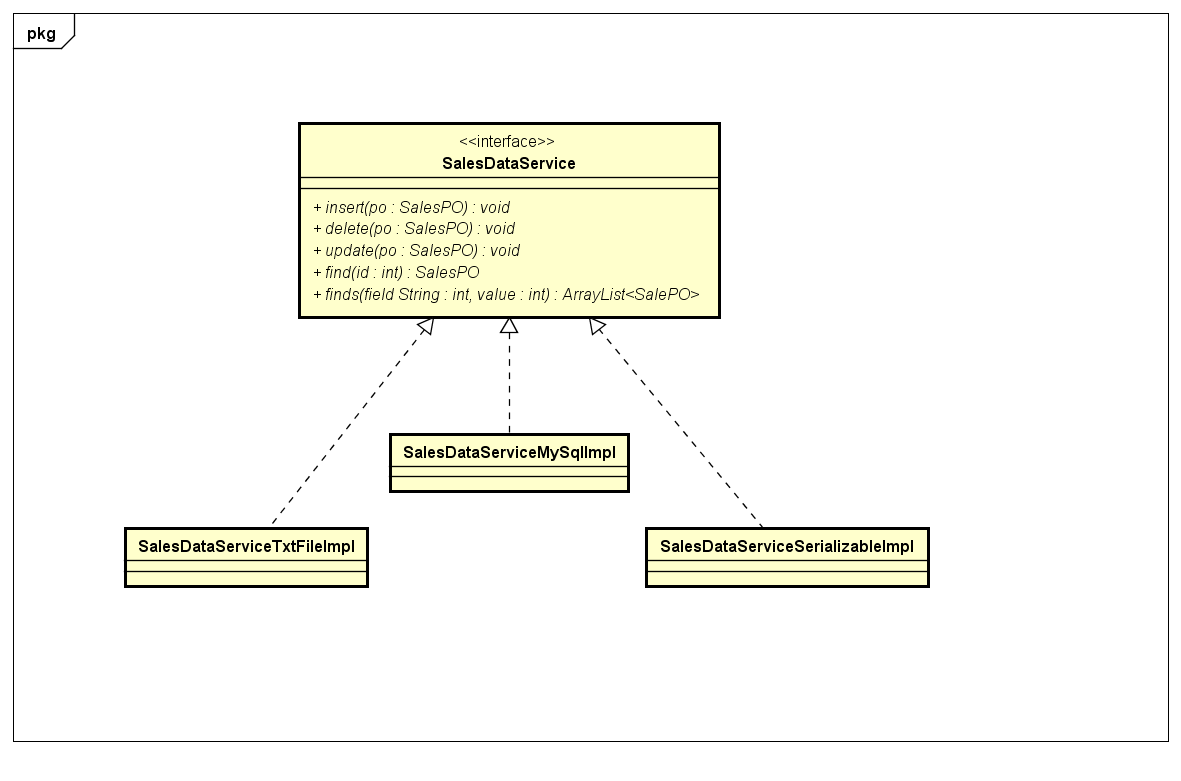 pkg
<<interface>>
SalesDataService
+ insert(po : SalesPO) : void
+ delete(po : SalesPO) : void
+ update(po : SalesPO) : void
+ find(id : int) : SalesPO
+ finds(field String : int, value : int) : ArrayList<SalePO>
SalesDataServiceMySqlImpl
SalesDataServiceTxtFileImpl
SalesDataServiceSerializableImpl